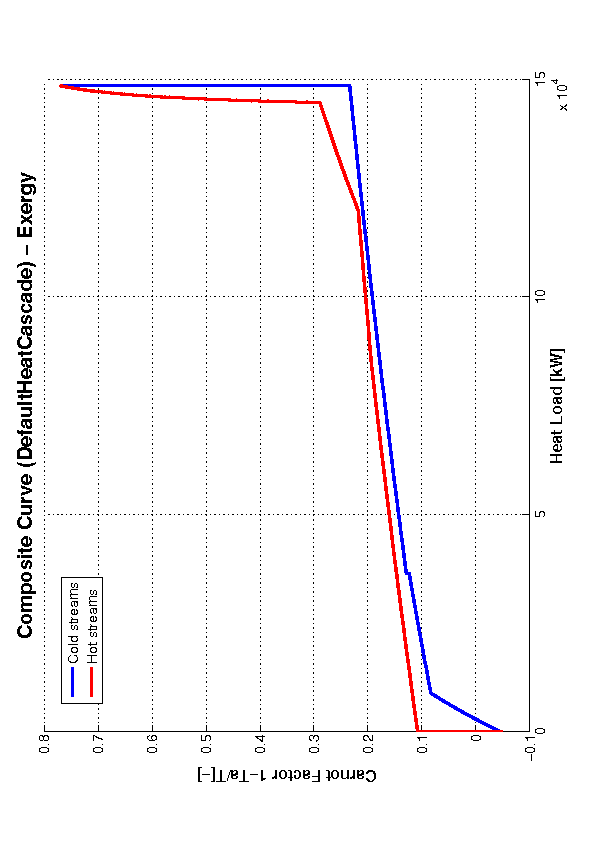 Composite Curve (DefaultHeatCascade) − Exergy
Cold streams
Hot streams
0.8
0.7
0.6
0.5
0.4
0.3
0.2
0.1
0
−0.1
Carnot Factor 1−Ta/T[−]
0
5
10
15
x 10^4
Heat Load [kW]